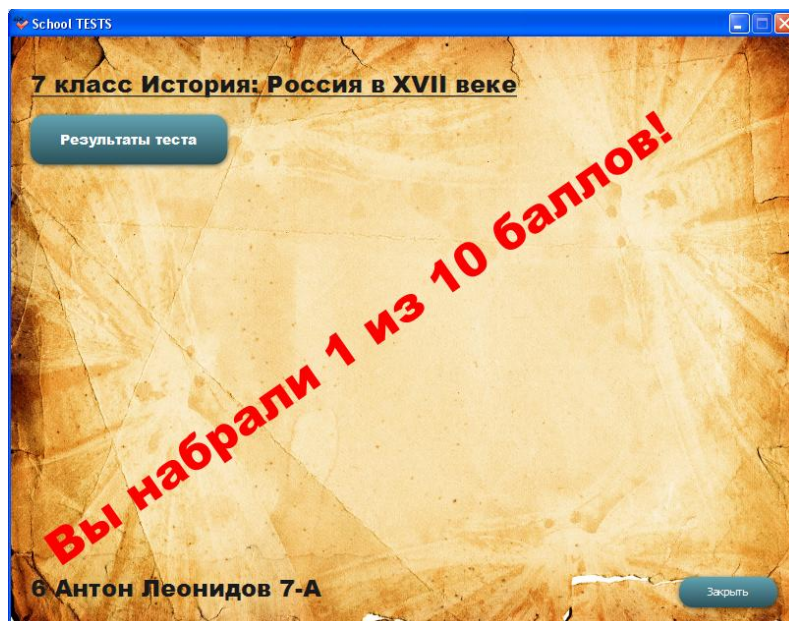 School TESTS
7 класс История: Россия в XVII веке
Результаты теста
Вы набрали 1 из 10 баллов!
6 Антон Леонидов 7-А
Закрыть